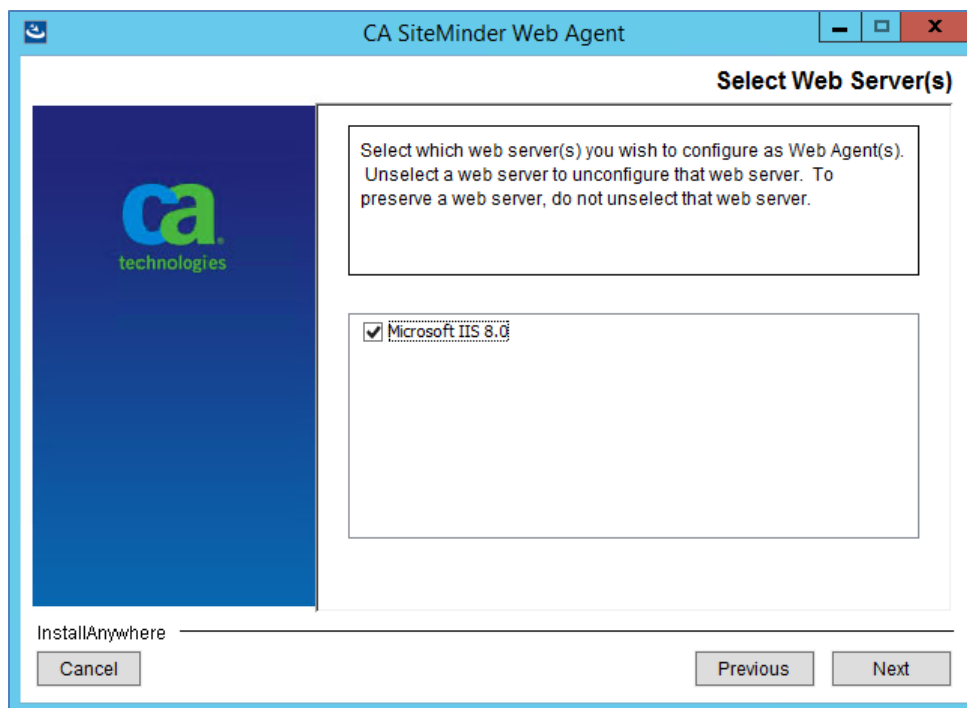 CA SiteMinder Web Agent
Select Web Server(s)
ca
technologies
Select which web server(s) you wish to configure as Web Agent(s).
Unselect a web server to unconfigure that web server. To
preserve a web server, do not unselect that web server.
Microsoft IIS 8.0
InstallAnywhere
Cancel
Previous
Next